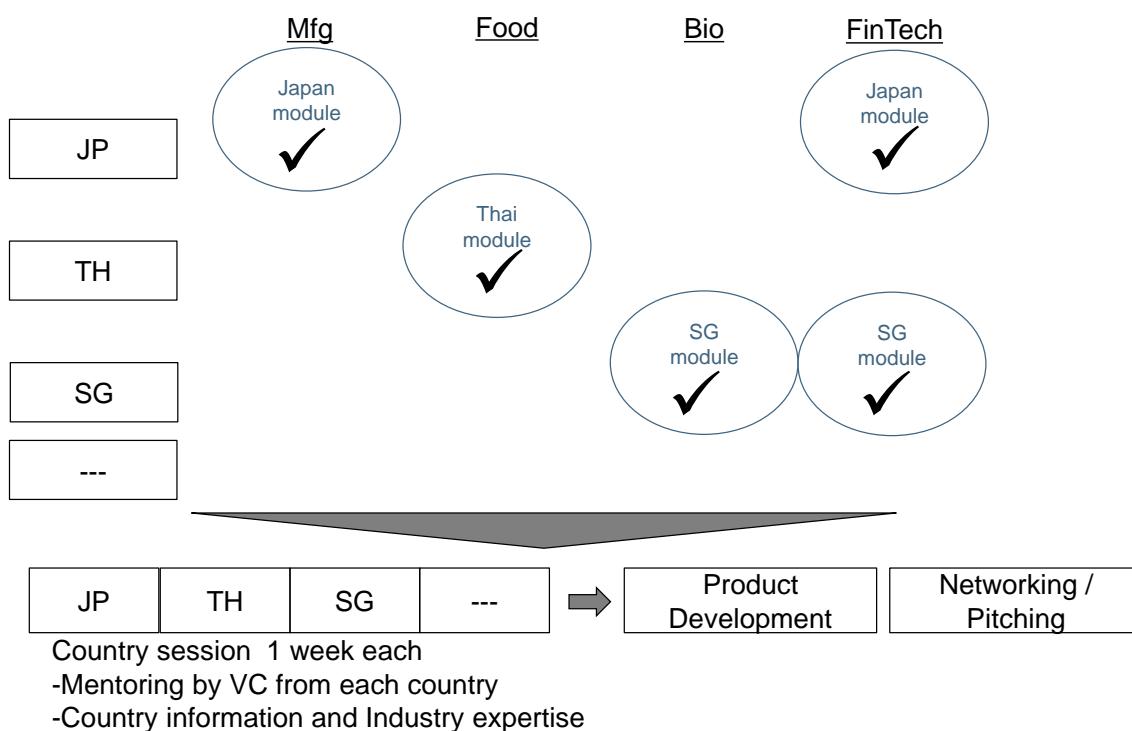 Mfg Food Bio FinTech
Japan
module
Japan
module
JP
Thai
module
TH
SG
module
SG
module
SG
---
JP TH SG ---
Product
Development
Networking /
Pitching
Country session 1 week each
-Mentoring by VC from each country
-Country information and Industry expertise